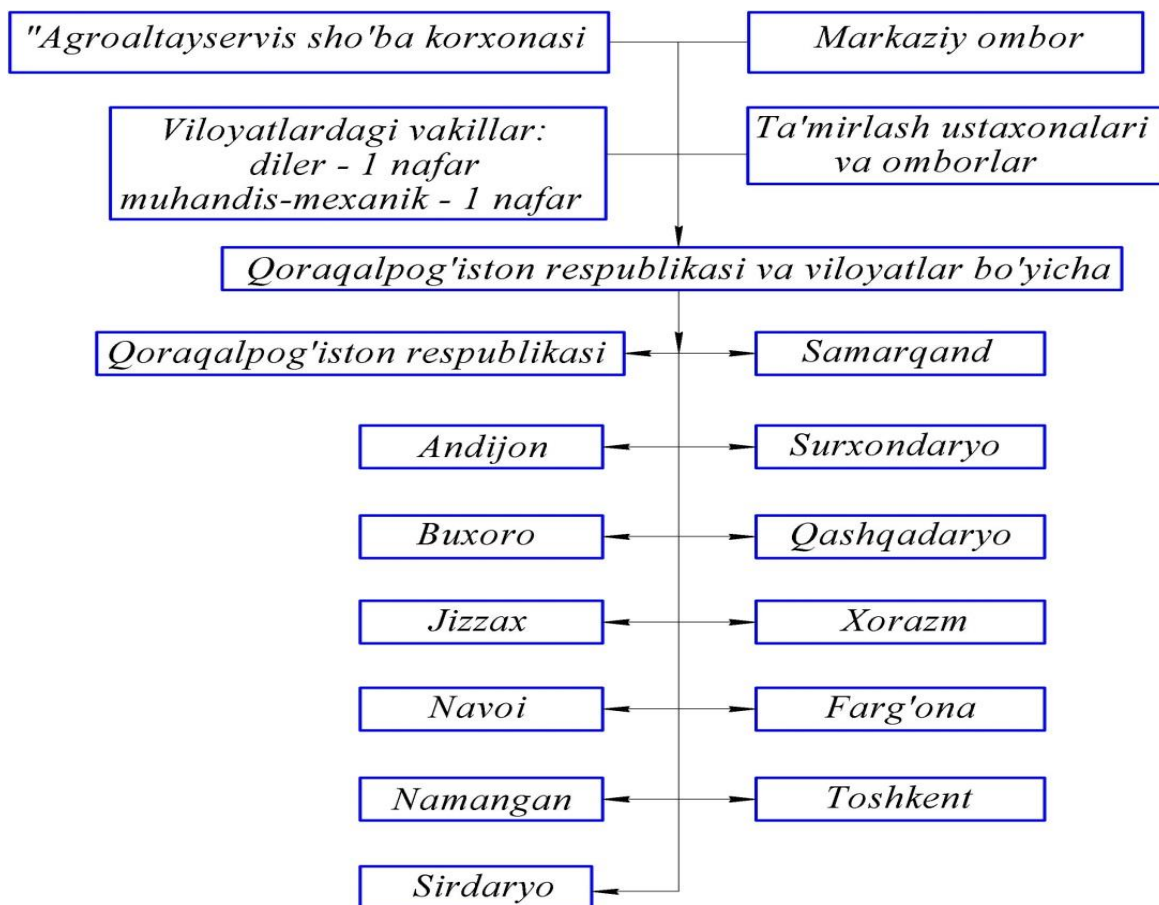 "Agroaltayservis sho'ba korxonasi
Markaziy ombor
Viloyatlardagi vakillar:
diler - 1 nafar
muhandis-mexanik - 1 nafar
Ta'mirlash ustaxonalari
va omborlar
Qoraqalpog'iston respublikasi va viloyatlar bo'yicha
Qoraqalpog'iston respublikasi
Samarqand
Andijon
Surxondaryo
Buxoro
Qashqadaryo
Jizzax
Xorazm
Navoi
Farg'ona
Namangan
Toshkent
Sirdaryo